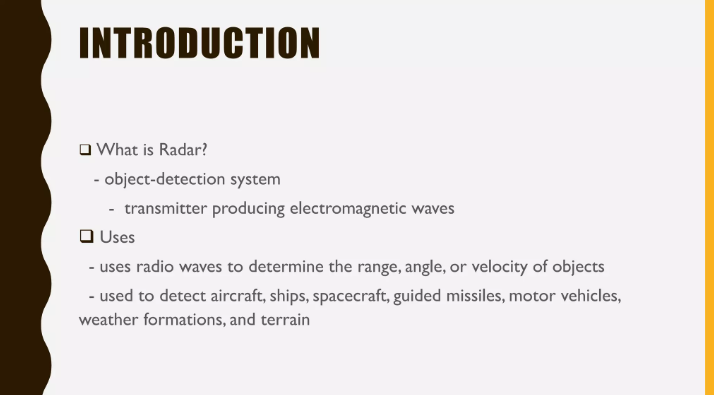 INTRODUCTION
❑ What is Radar?
- object-detection system
- transmitter producing electromagnetic waves
❑ Uses
- uses radio waves to determine the range, angle, or velocity of objects
- used to detect aircraft, ships, spacecraft, guided missiles, motor vehicles,
weather formations, and terrain